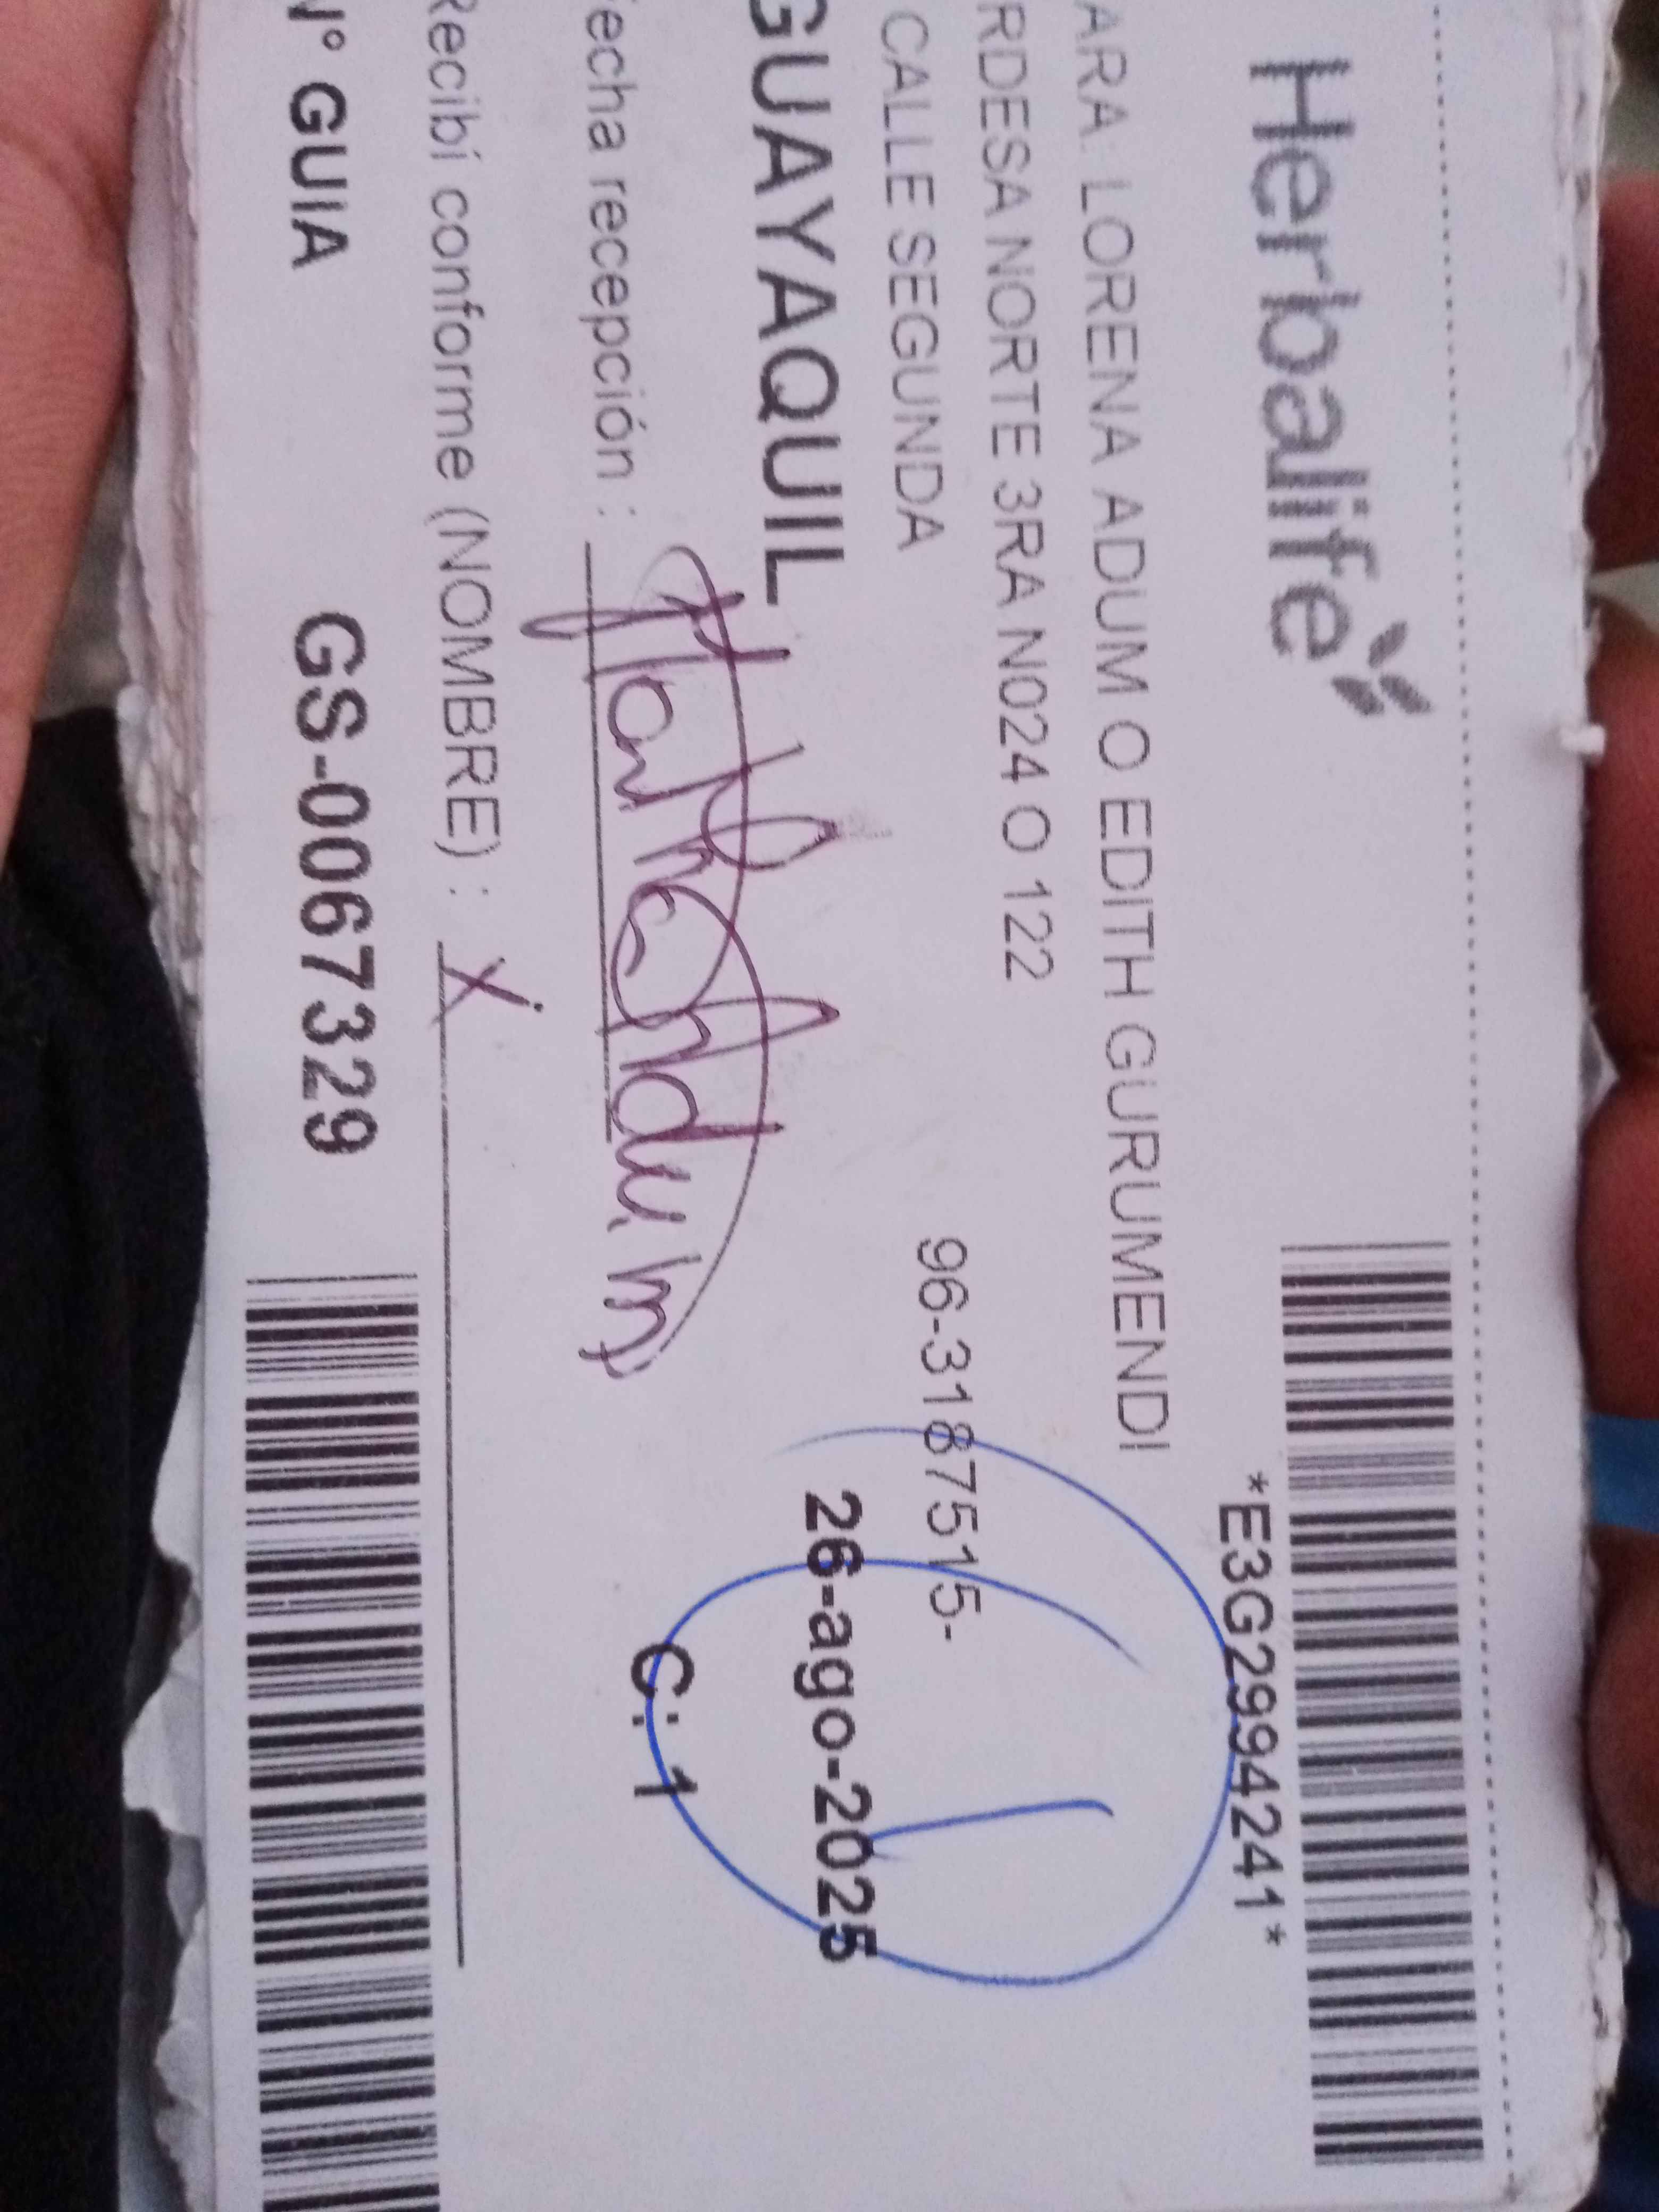 Herbalife
*E3G2994241*
ARA: LORENA ADUM O EDITH GURUMENDI
RDESA NORTE 3RA N024 O 122
CALLE SEGUNDA
96-3187515-
GUAYAQUIL
26-ago-2025
echa recepción :
C: 1
Recibí conforme (NOMBRE) : X
N° GUIA GS-0067329